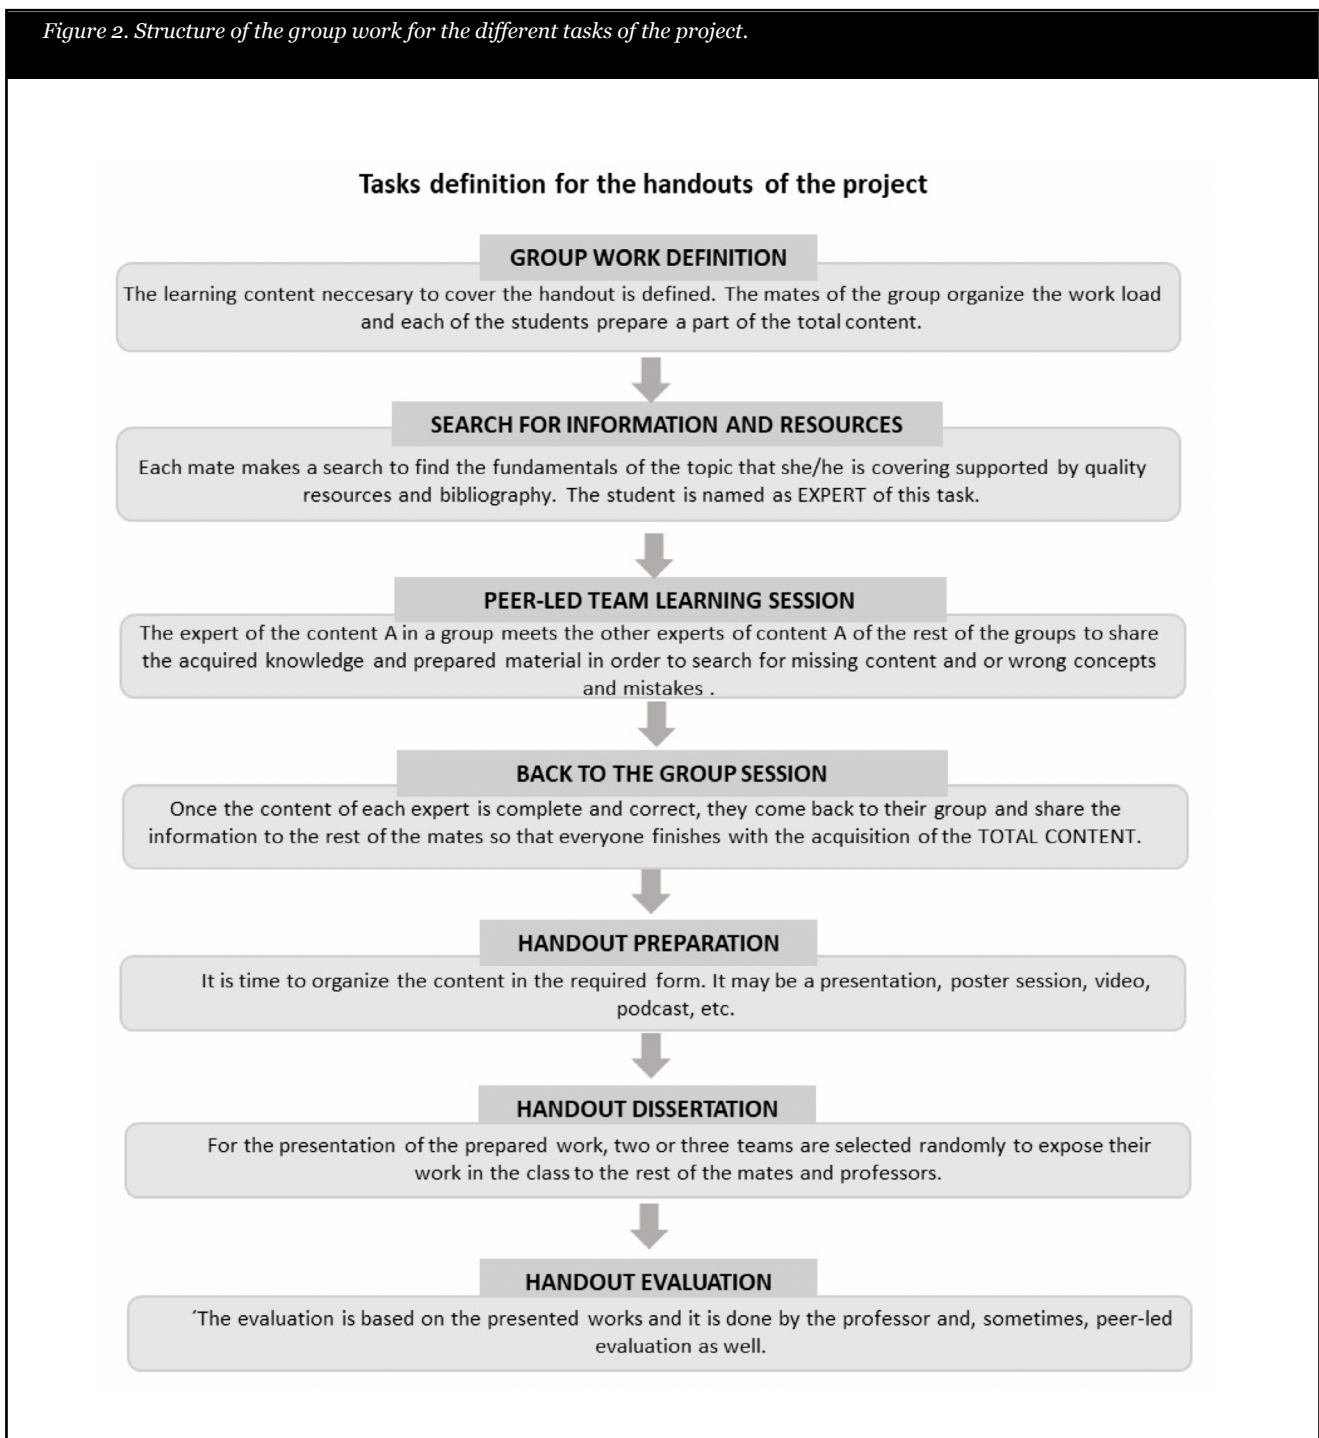 Figure 2. Structure of the group work for the different tasks of the project.
Tasks definition for the handouts of the project
GROUP WORK DEFINITION
The learning content neccesary to cover the handout is defined. The mates of the group organize the work load
and each of the students prepare a part of the total content.
SEARCH FOR INFORMATION AND RESOURCES
Each mate makes a search to find the fundamentals of the topic that she/he is covering supported by quality
resources and bibliography. The student is named as EXPERT of this task.
PEER-LED TEAM LEARNING SESSION
The expert of the content A in a group meets the other experts of content A of the rest of the groups to share
the acquired knowledge and prepared material in order to search for missing content and or wrong concepts
and mistakes .
BACK TO THE GROUP SESSION
Once the content of each expert is complete and correct, they come back to their group and share the
information to the rest of the mates so that everyone finishes with the acquisition of the TOTAL CONTENT.
HANDOUT PREPARATION
It is time to organize the content in the required form. It may be a presentation, poster session, video,
podcast, etc.
HANDOUT DISSERTATION
For the presentation of the prepared work, two or three teams are selected randomly to expose their
work in the class to the rest of the mates and professors.
HANDOUT EVALUATION
´The evaluation is based on the presented works and it is done by the professor and, sometimes, peer-led
evaluation as well.